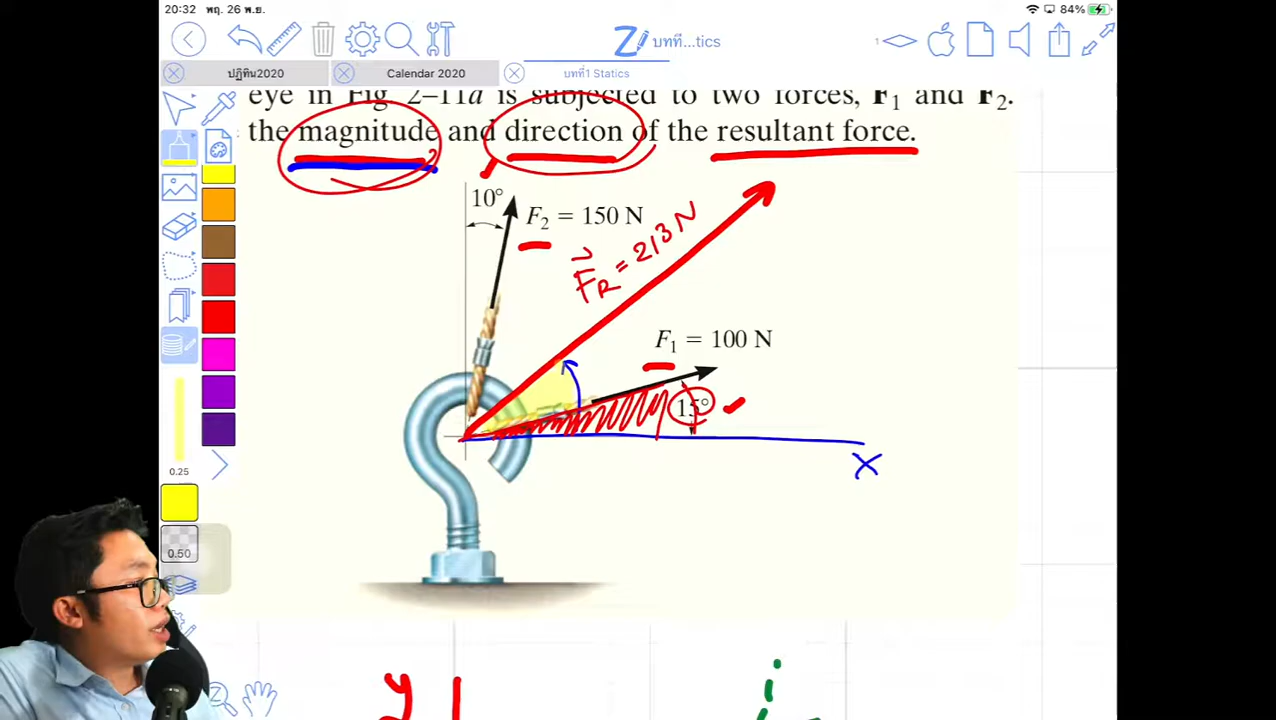 20:32 พฤ. 26 พ.ย.
84%
บทที...tics
1
ปฏิทิน2020
Calendar 2020
บทที่1 Statics
eye in Fig. 2–11a is subjected to two forces, F1 and F2.
the magnitude and direction of the resultant force.
10°
F2 = 150 N
FR = 213 N
F1 = 100 N
15°
x
0.25
0.50
y
i